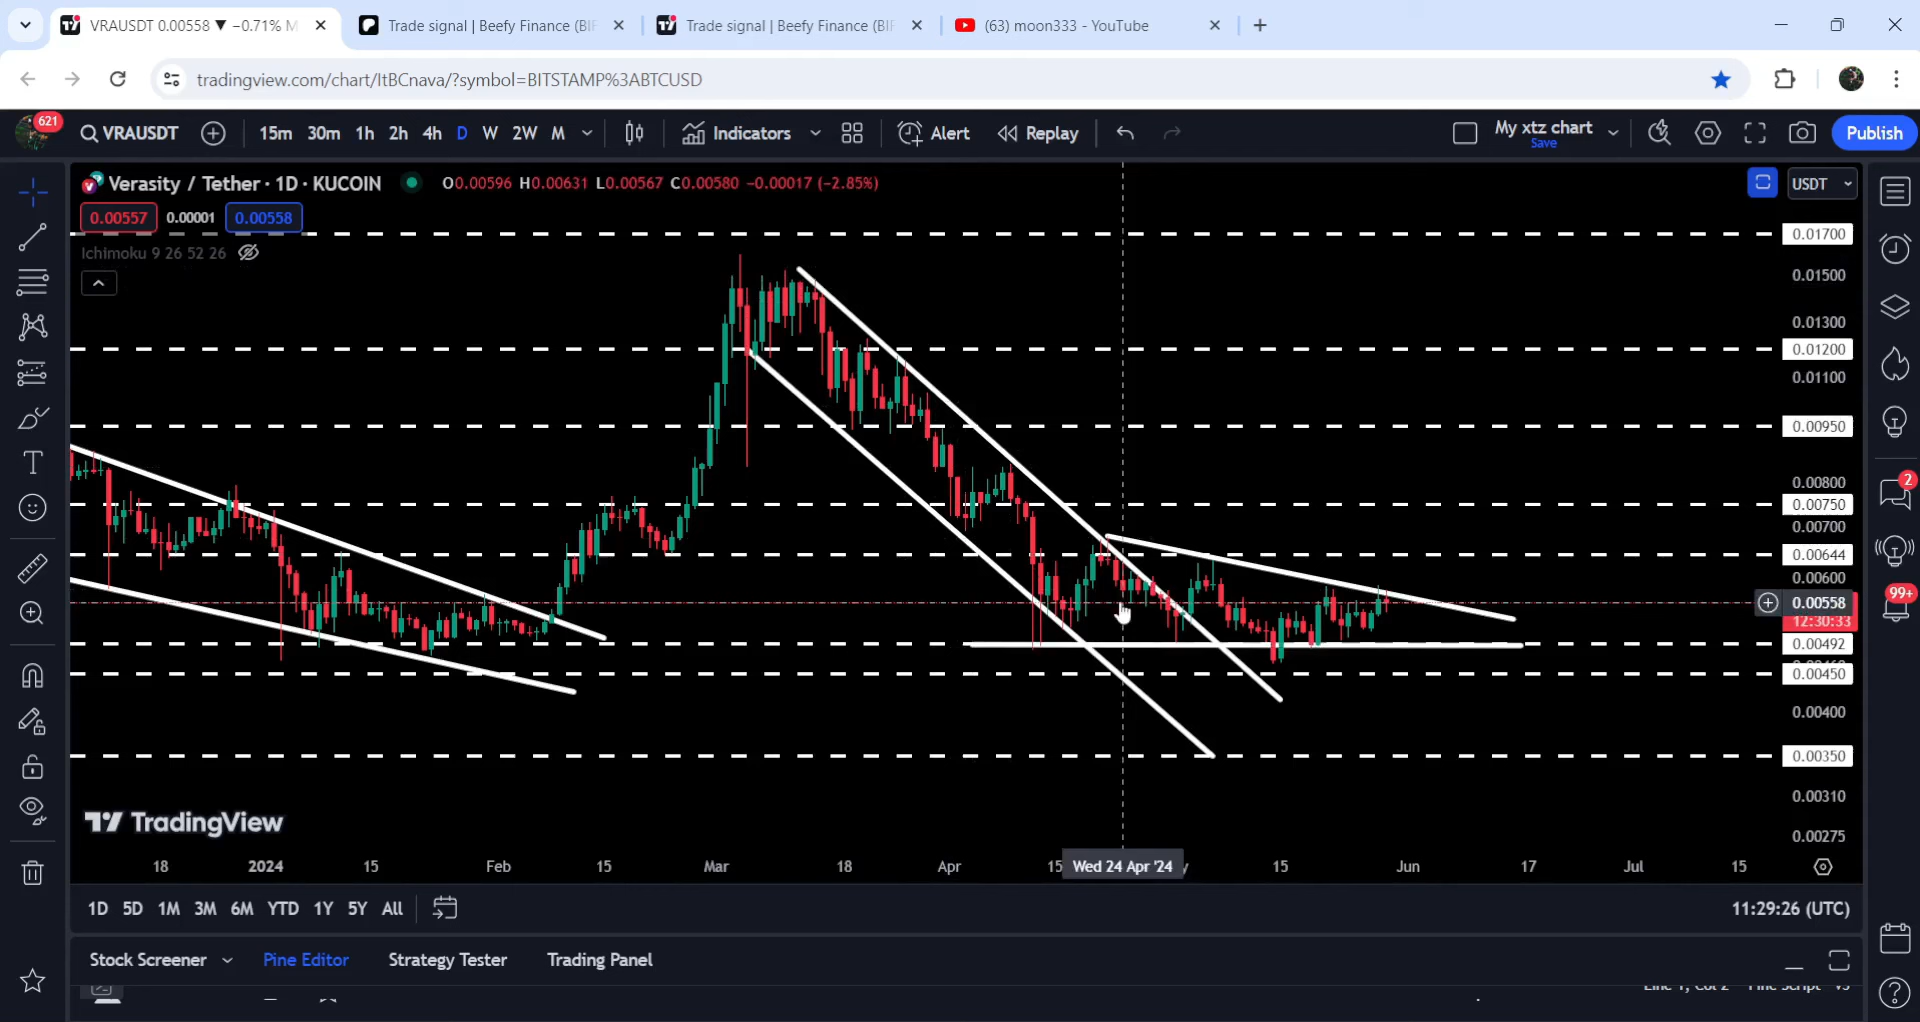 VRAUSDT 0.00558 ▼ −0.71% M
Trade signal | Beefy Finance (BIF
Trade signal | Beefy Finance (BIF
(63) moon333 - YouTube
tradingview.com/chart/ItBCnava/?symbol=BITSTAMP%3ABTCUSD
621
VRAUSDT
15m 30m 1h 2h 4h D W 2W M
Indicators
Alert
Replay
My xtz chart
Save
Publish
Verasity / Tether · 1D · KUCOIN
O0.00596 H0.00631 L0.00567 C0.00580 −0.00017 (−2.85%)
USDT
0.00557 0.00001 0.00558
Ichimoku 9 26 52 26
0.01700
0.01500
0.01300
0.01200
0.01100
0.00950
0.00800
0.00750
0.00700
0.00644
0.00600
0.00558
12:30:33
0.00492
0.00450
0.00400
0.00350
0.00310
0.00275
2
99+
TradingView
18 2024 15 Feb 15 Mar 18 Apr 15 Wed 24 Apr '24 15 Jun 17 Jul 15
1D 5D 1M 3M 6M YTD 1Y 5Y All
11:29:26 (UTC)
Stock Screener
Pine Editor
Strategy Tester
Trading Panel